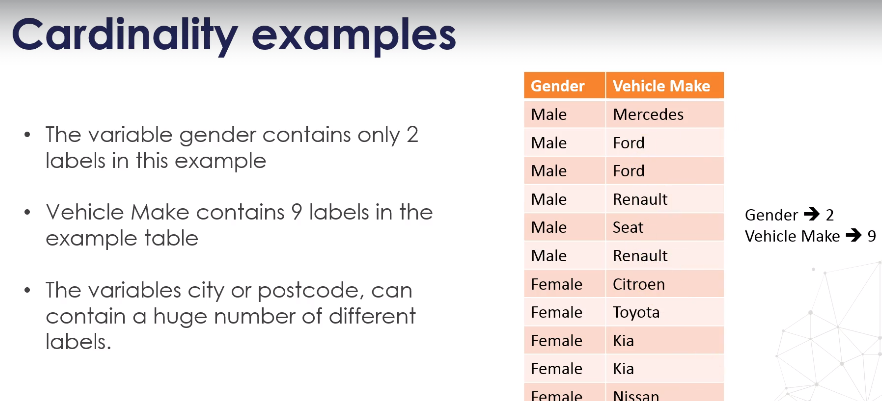 Cardinality examples
• The variable gender contains only 2
labels in this example
• Vehicle Make contains 9 labels in the
example table
• The variables city or postcode, can
contain a huge number of different
labels.
Gender Vehicle Make
Male Mercedes
Male Ford
Male Ford
Male Renault
Male Seat
Male Renault
Female Citroen
Female Toyota
Female Kia
Female Kia
Female Nissan
Gender ➔ 2
Vehicle Make ➔ 9